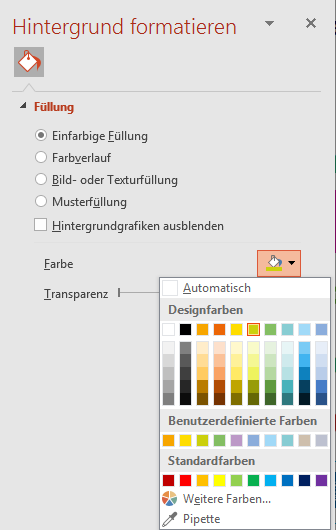 Hintergrund formatieren
Füllung
Einfarbige Füllung
Farbverlauf
Bild- oder Texturfüllung
Musterfüllung
Hintergrundgrafiken ausblenden
Farbe
Transparenz
Automatisch
Designfarben
Benutzerdefinierte Farben
Standardfarben
Weitere Farben...
Pipette